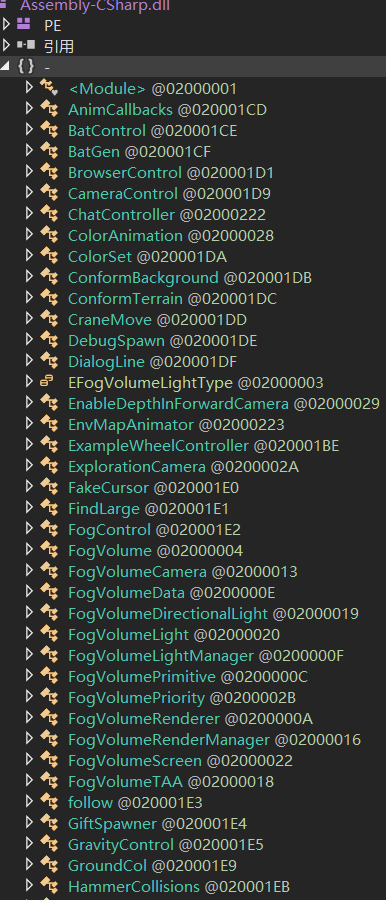 Assembly-CSharp.dll
PE
引用
{ } -
<Module> @02000001
AnimCallbacks @020001CD
BatControl @020001CE
BatGen @020001CF
BrowserControl @020001D1
CameraControl @020001D9
ChatController @02000222
ColorAnimation @02000028
ColorSet @020001DA
ConformBackground @020001DB
ConformTerrain @020001DC
CraneMove @020001DD
DebugSpawn @020001DE
DialogLine @020001DF
EFogVolumeLightType @02000003
EnableDepthInForwardCamera @02000029
EnvMapAnimator @02000223
ExampleWheelController @020001BE
ExplorationCamera @0200002A
FakeCursor @020001E0
FindLarge @020001E1
FogControl @020001E2
FogVolume @02000004
FogVolumeCamera @02000013
FogVolumeData @0200000E
FogVolumeDirectionalLight @02000019
FogVolumeLight @02000020
FogVolumeLightManager @0200000F
FogVolumePrimitive @0200000C
FogVolumePriority @0200002B
FogVolumeRenderer @0200000A
FogVolumeRenderManager @02000016
FogVolumeScreen @02000022
FogVolumeTAA @02000018
follow @020001E3
GiftSpawner @020001E4
GravityControl @020001E5
GroundCol @020001E9
HammerCollisions @020001EB